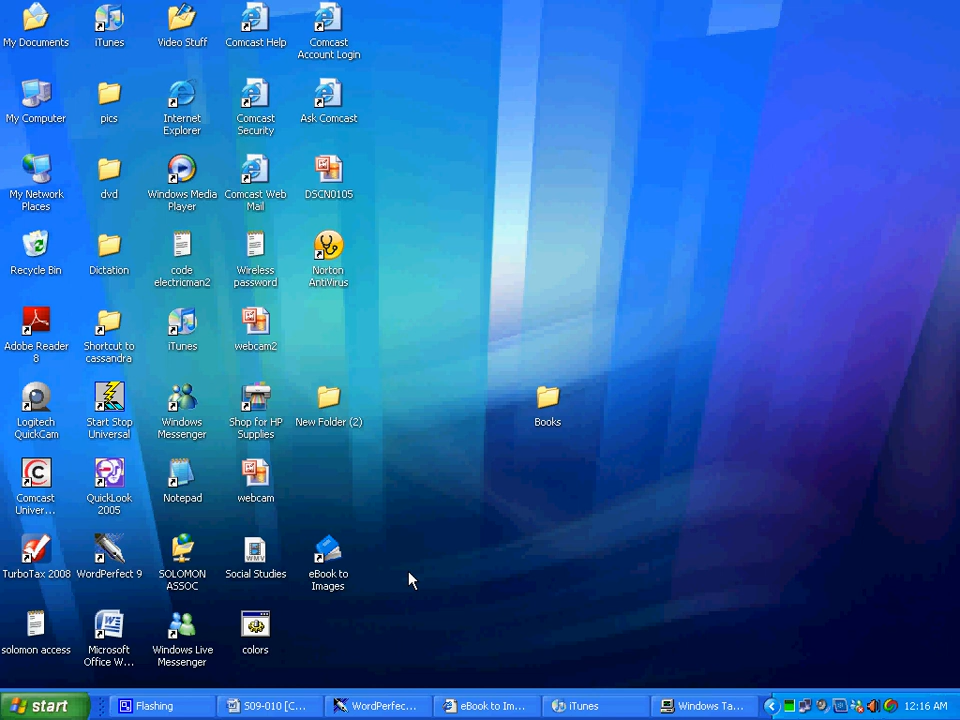 My Documents
iTunes
Video Stuff
Comcast Help
Comcast
Account Login
My Computer
pics
Internet
Explorer
Comcast
Security
Ask Comcast
My Network
Places
dvd
Windows Media
Player
Comcast Web
Mail
DSCN0105
Recycle Bin
Dictation
code
electricman2
Wireless
password
Norton
AntiVirus
Adobe Reader
8
Shortcut to
cassandra
iTunes
webcam2
Logitech
QuickCam
Start Stop
Universal
Windows
Messenger
Shop for HP
Supplies
New Folder (2)
Books
Comcast
Univer...
QuickLook
2005
Notepad
webcam
TurboTax 2008
WordPerfect 9
SOLOMON
ASSOC
WMV
Social Studies
eBook to
Images
solomon access
Microsoft
Office W...
Windows Live
Messenger
colors
start
Flashing
S09-010 [C...
WordPerfec...
eBook to Im...
iTunes
Windows Ta...
12:16 AM